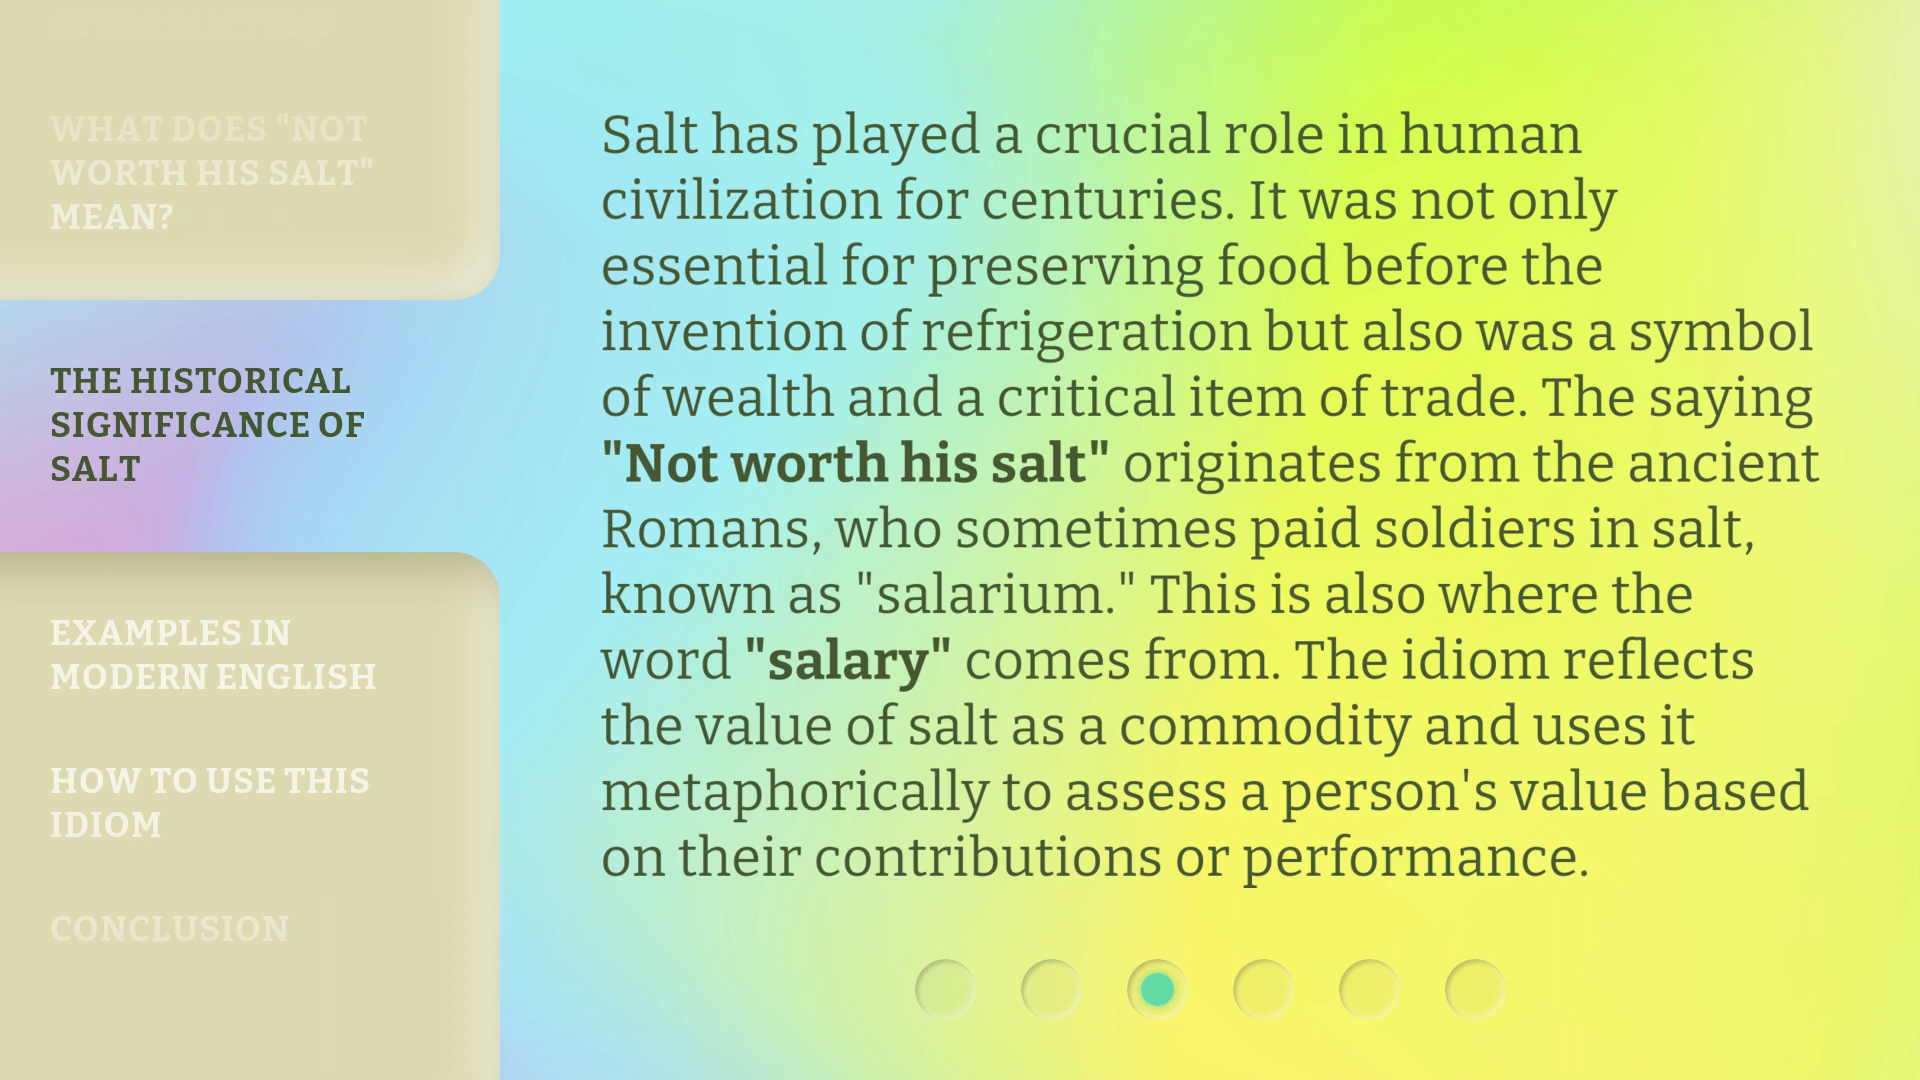 INTRODUCTION
WHAT DOES "NOT
WORTH HIS SALT"
MEAN?
THE HISTORICAL
SIGNIFICANCE OF
SALT
EXAMPLES IN
MODERN ENGLISH
HOW TO USE THIS
IDIOM
CONCLUSION
Salt has played a crucial role in human
civilization for centuries. It was not only
essential for preserving food before the
invention of refrigeration but also was a symbol
of wealth and a critical item of trade. The saying
"Not worth his salt" originates from the ancient
Romans, who sometimes paid soldiers in salt,
known as "salarium." This is also where the
word "salary" comes from. The idiom reflects
the value of salt as a commodity and uses it
metaphorically to assess a person's value based
on their contributions or performance.